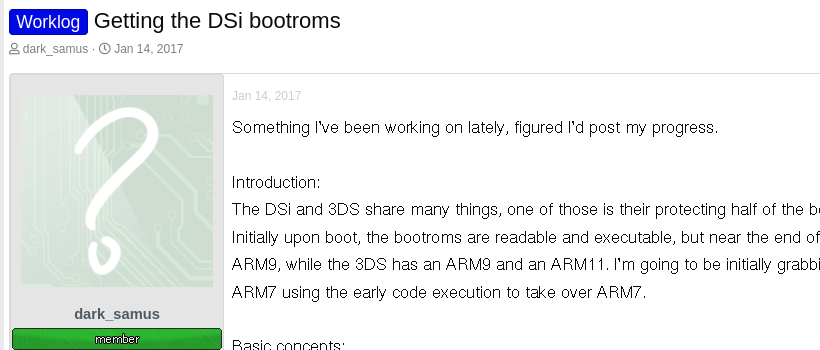 Worklog Getting the DSi bootroms
dark_samus · Jan 14, 2017
Jan 14, 2017
Something I've been working on lately, figured I'd post my progress.
Introduction:
The DSi and 3DS share many things, one of those is their protecting half of the
Initially upon boot, the bootroms are readable and executable, but near the end of
ARM9, while the 3DS has an ARM9 and an ARM11. I'm going to be initially
ARM7 using the early code execution to take over ARM7.
dark_samus
member
Basic concepts: